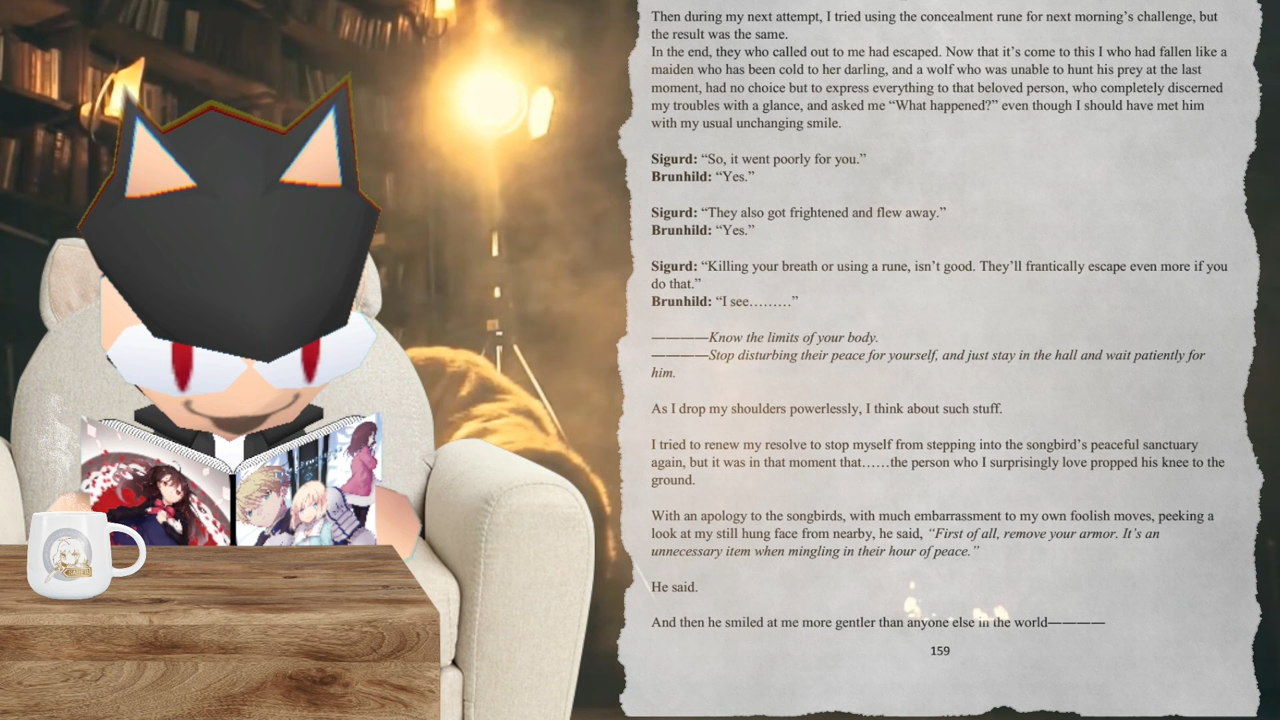 Then during my next attempt, I tried using the concealment rune for next morning’s challenge, but
the result was the same.
In the end, they who called out to me had escaped. Now that it’s come to this I who had fallen like a
maiden who has been cold to her darling, and a wolf who was unable to hunt his prey at the last
moment, had no choice but to express everything to that beloved person, who completely discerned
my troubles with a glance, and asked me “What happened?” even though I should have met him
with my usual unchanging smile.
Sigurd: “So, it went poorly for you.”
Brunhild: “Yes.”
Sigurd: “They also got frightened and flew away.”
Brunhild: “Yes.”
Sigurd: “Killing your breath or using a rune, isn’t good. They’ll frantically escape even more if you
do that.”
Brunhild: “I see………”
————Know the limits of your body.
————Stop disturbing their peace for yourself, and just stay in the hall and wait patiently for
him.
As I drop my shoulders powerlessly, I think about such stuff.
I tried to renew my resolve to stop myself from stepping into the songbird’s peaceful sanctuary
again, but it was in that moment that……the person who I surprisingly love propped his knee to the
ground.
With an apology to the songbirds, with much embarrassment to my own foolish moves, peeking a
look at my still hung face from nearby, he said, “First of all, remove your armor. It’s an
unnecessary item when mingling in their hour of peace.”
He said.
And then he smiled at me more gentler than anyone else in the world————
159